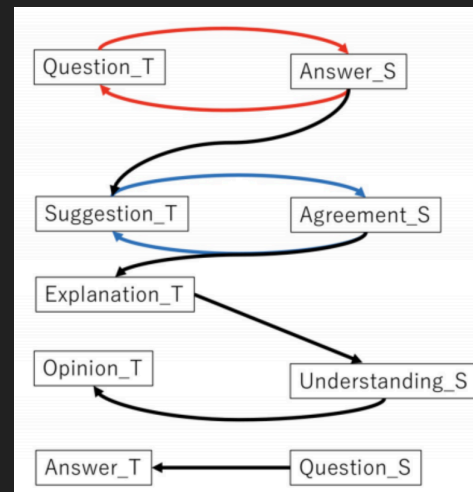 Question_T
Answer_S
Suggestion_T
Agreement_S
Explanation_T
Opinion_T
Understanding_S
Answer_T
Question_S